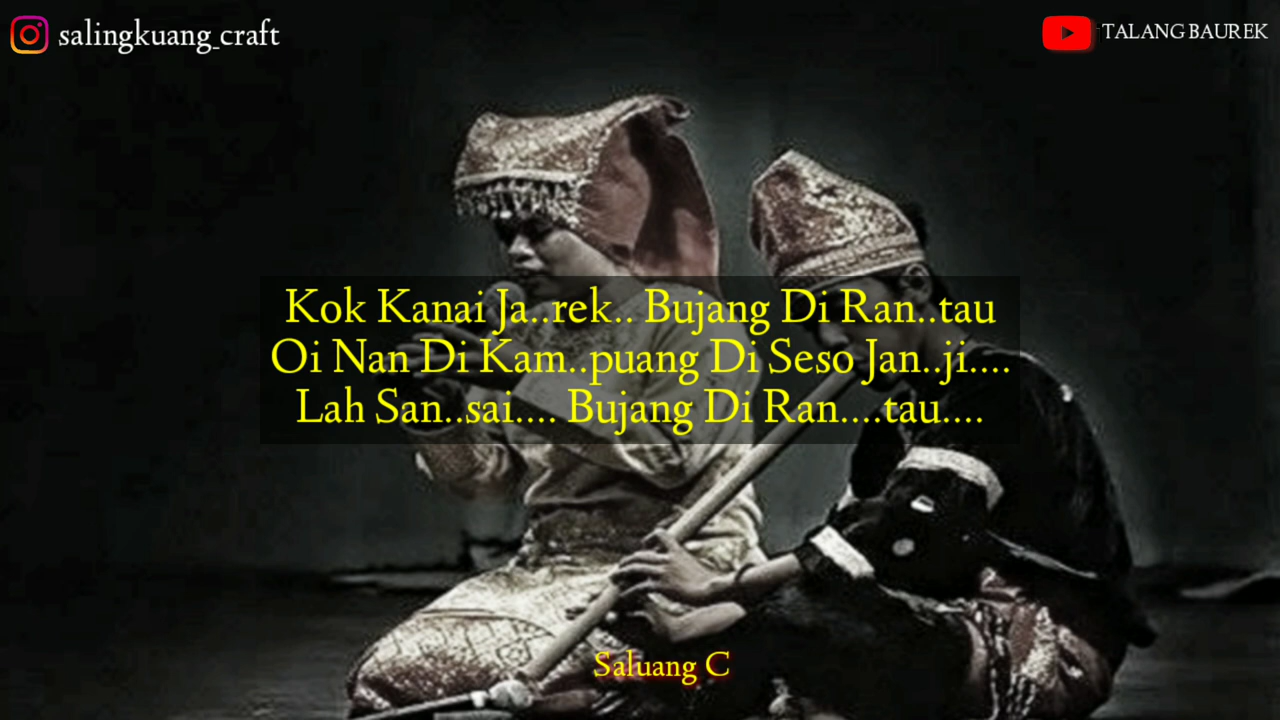 salingkuang_craft
TALANG BAUREK
Kok Kanai Ja..rek.. Bujang Di Ran..tau
Oi Nan Di Kam..puang Di Seso Jan..ji....
Lah San..sai.... Bujang Di Ran....tau....
Saluang C